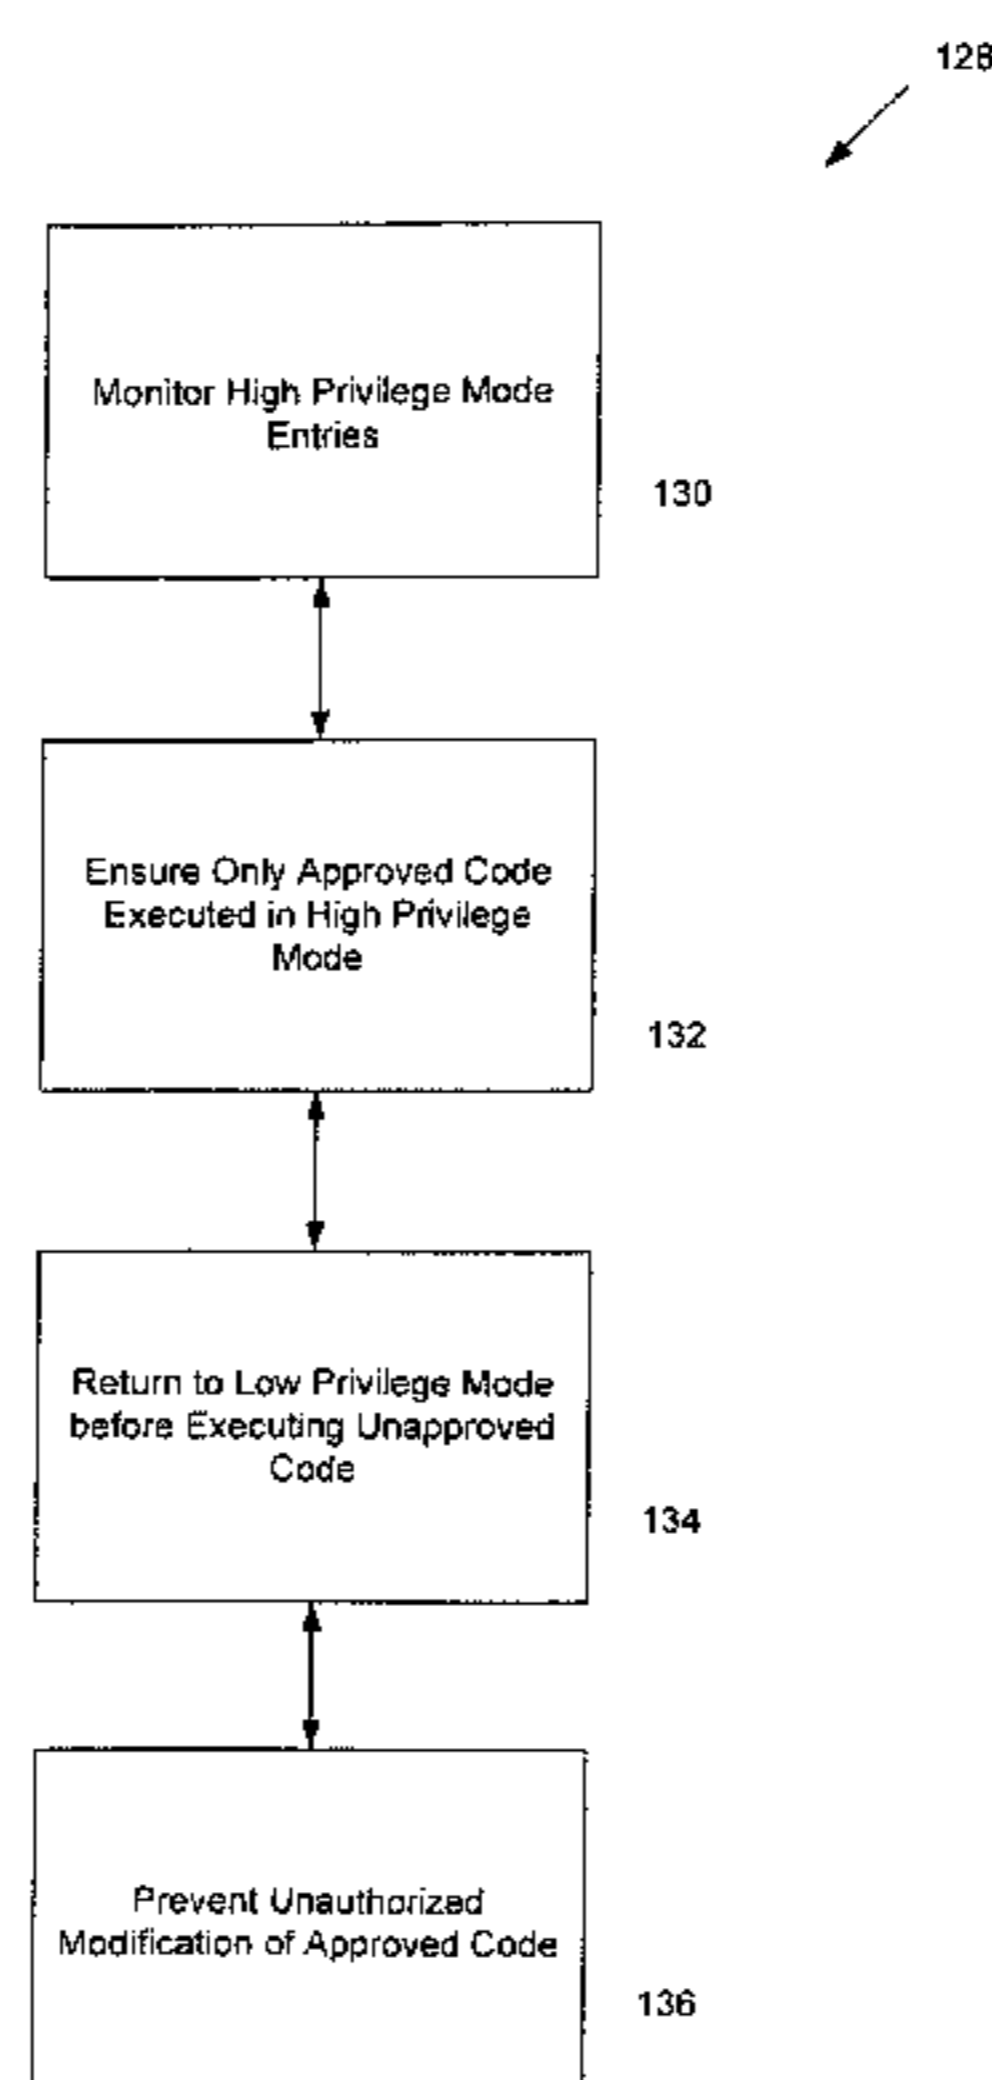 128
Monitor High Privilege Mode
Entries
130
Ensure Only Approved Code
Executed in High Privilege
Mode
132
Return to Low Privilege Mode
before Executing Unapproved
Code
134
Prevent Unauthorized
Modification of Approved Code
136